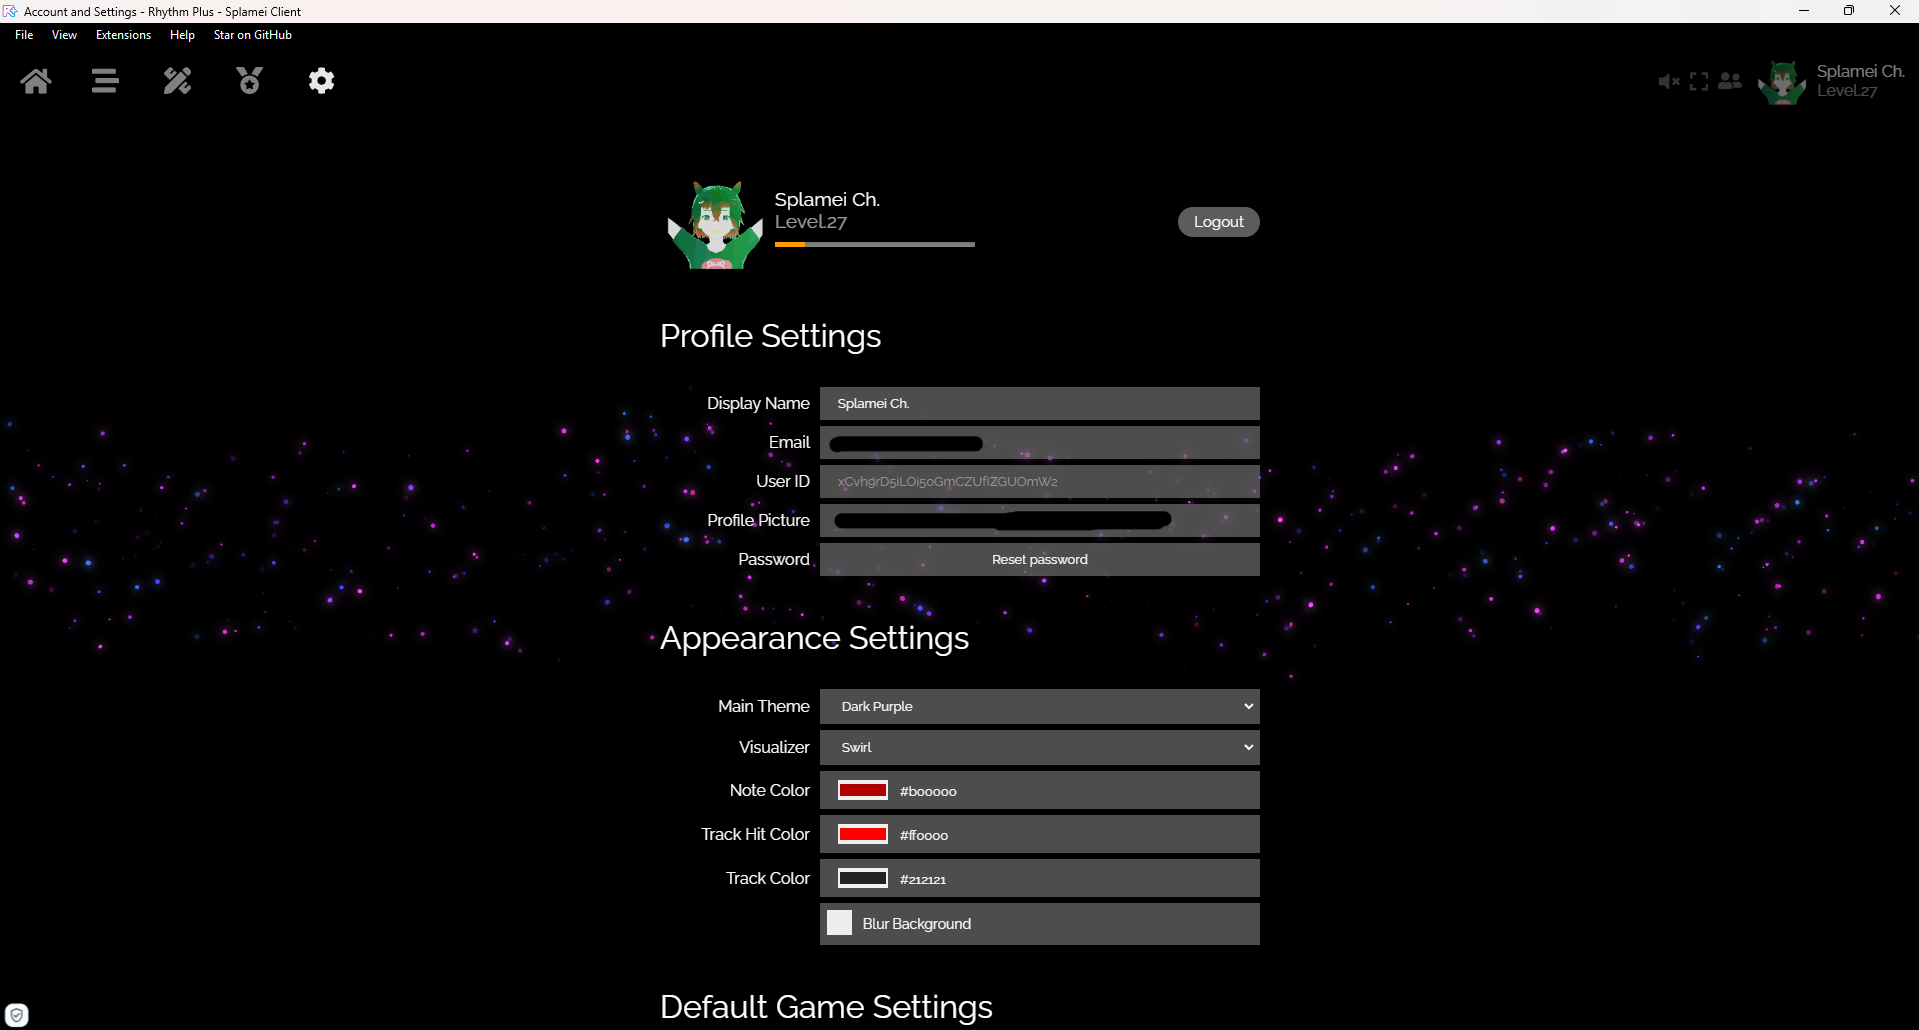 Account and Settings - Rhythm Plus - Splamei Client
File View Extensions Help Star on GitHub
Splamei Ch.
Level.27
Splamei Ch.
Level.27
Logout
Profile Settings
Display Name Splamei Ch.
Email
User ID
Profile Picture
Password Reset password
Appearance Settings
Main Theme Dark Purple
Visualizer Swirl
Note Color #b00000
Track Hit Color #ff0000
Track Color #212121
Blur Background
Default Game Settings